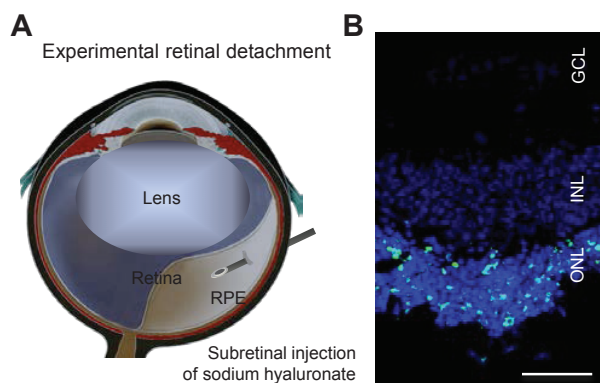 A
Experimental retinal detachment
Lens
Retina
RPE
Subretinal injection
of sodium hyaluronate
B
GCL
INL
ONL